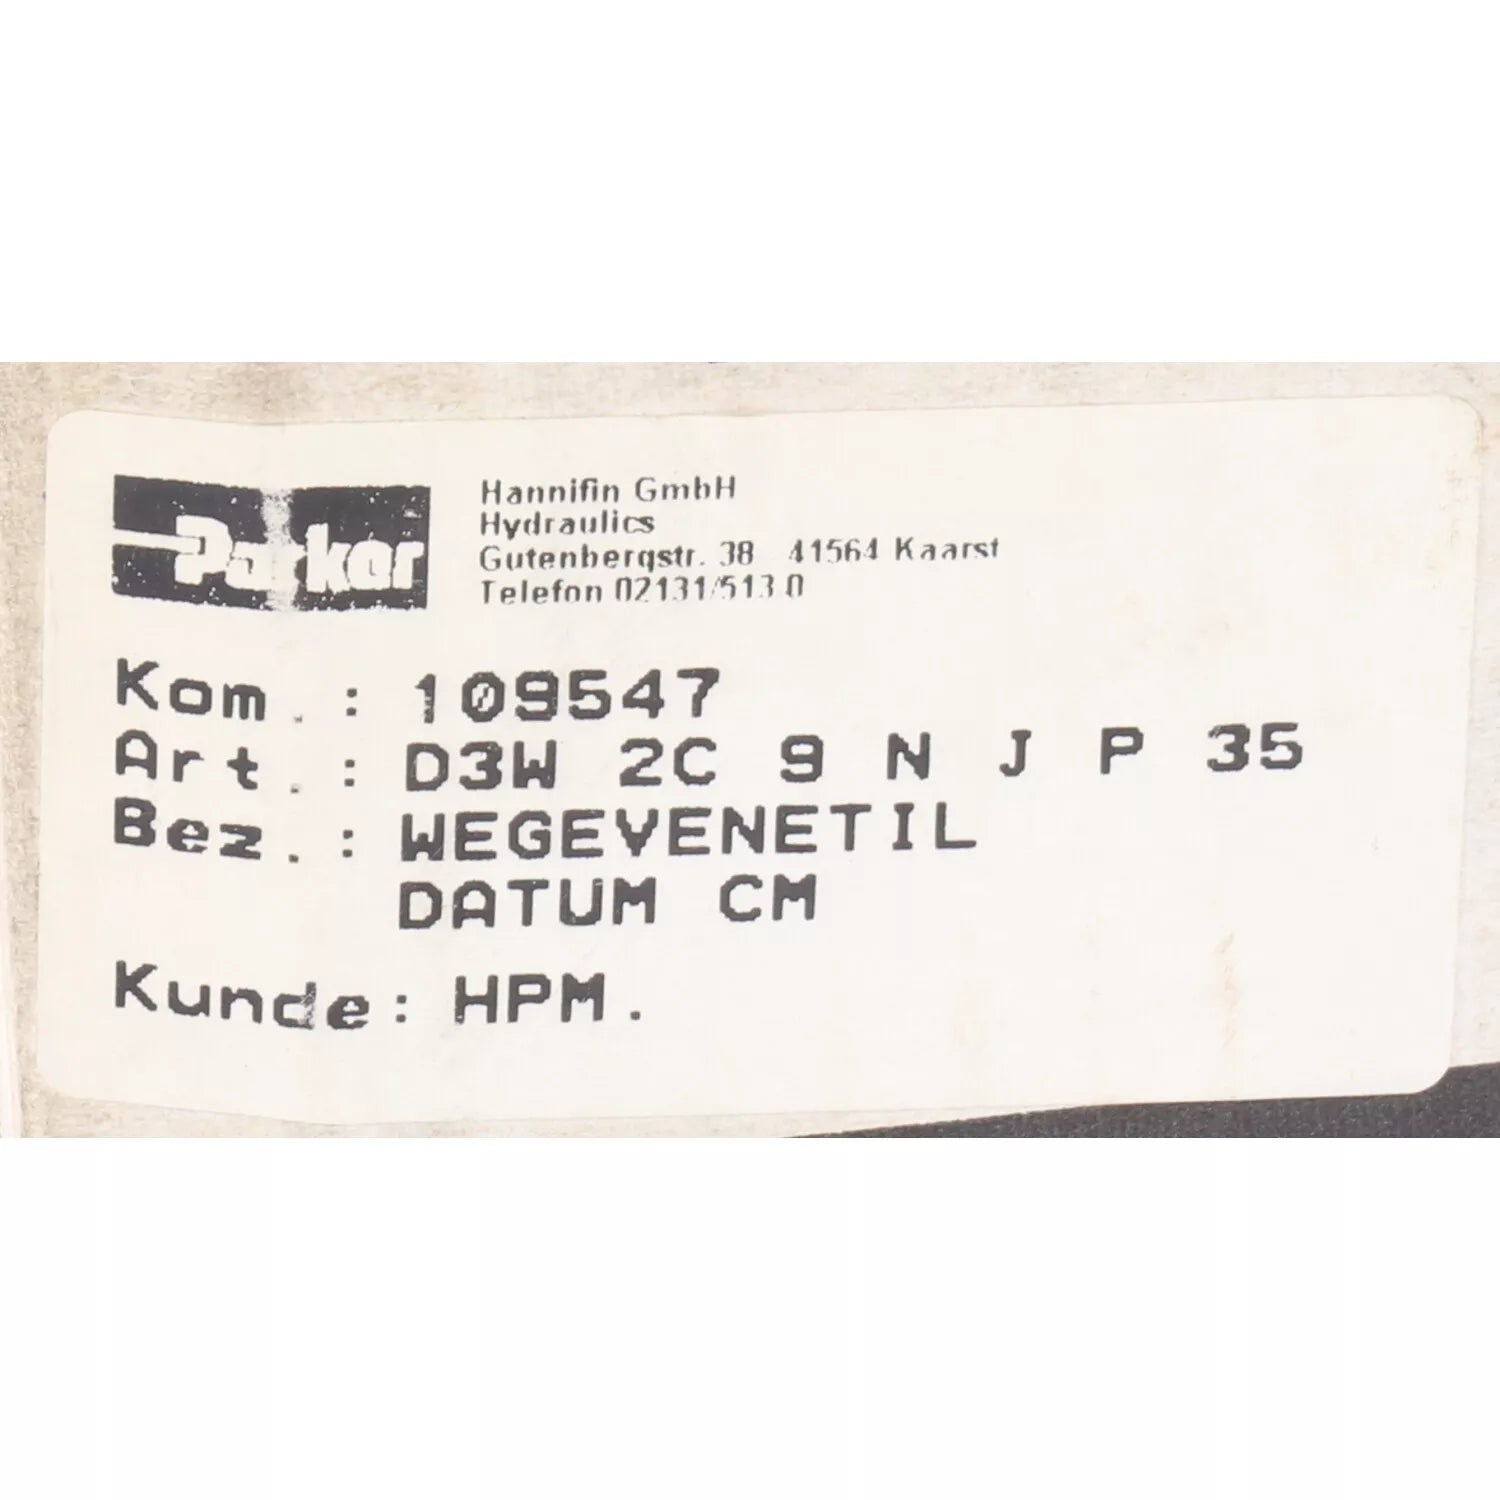 Parker
Hannifin GmbH
Hydraulics
Gutenbergstr. 38 41564 Kaarst
Telefon 02131/513 0
Kom.: 109547
Art.: D3W 2C 9 N J P 35
Bez.: WEGEVENETIL
DATUM CM
Kunde: HPM.